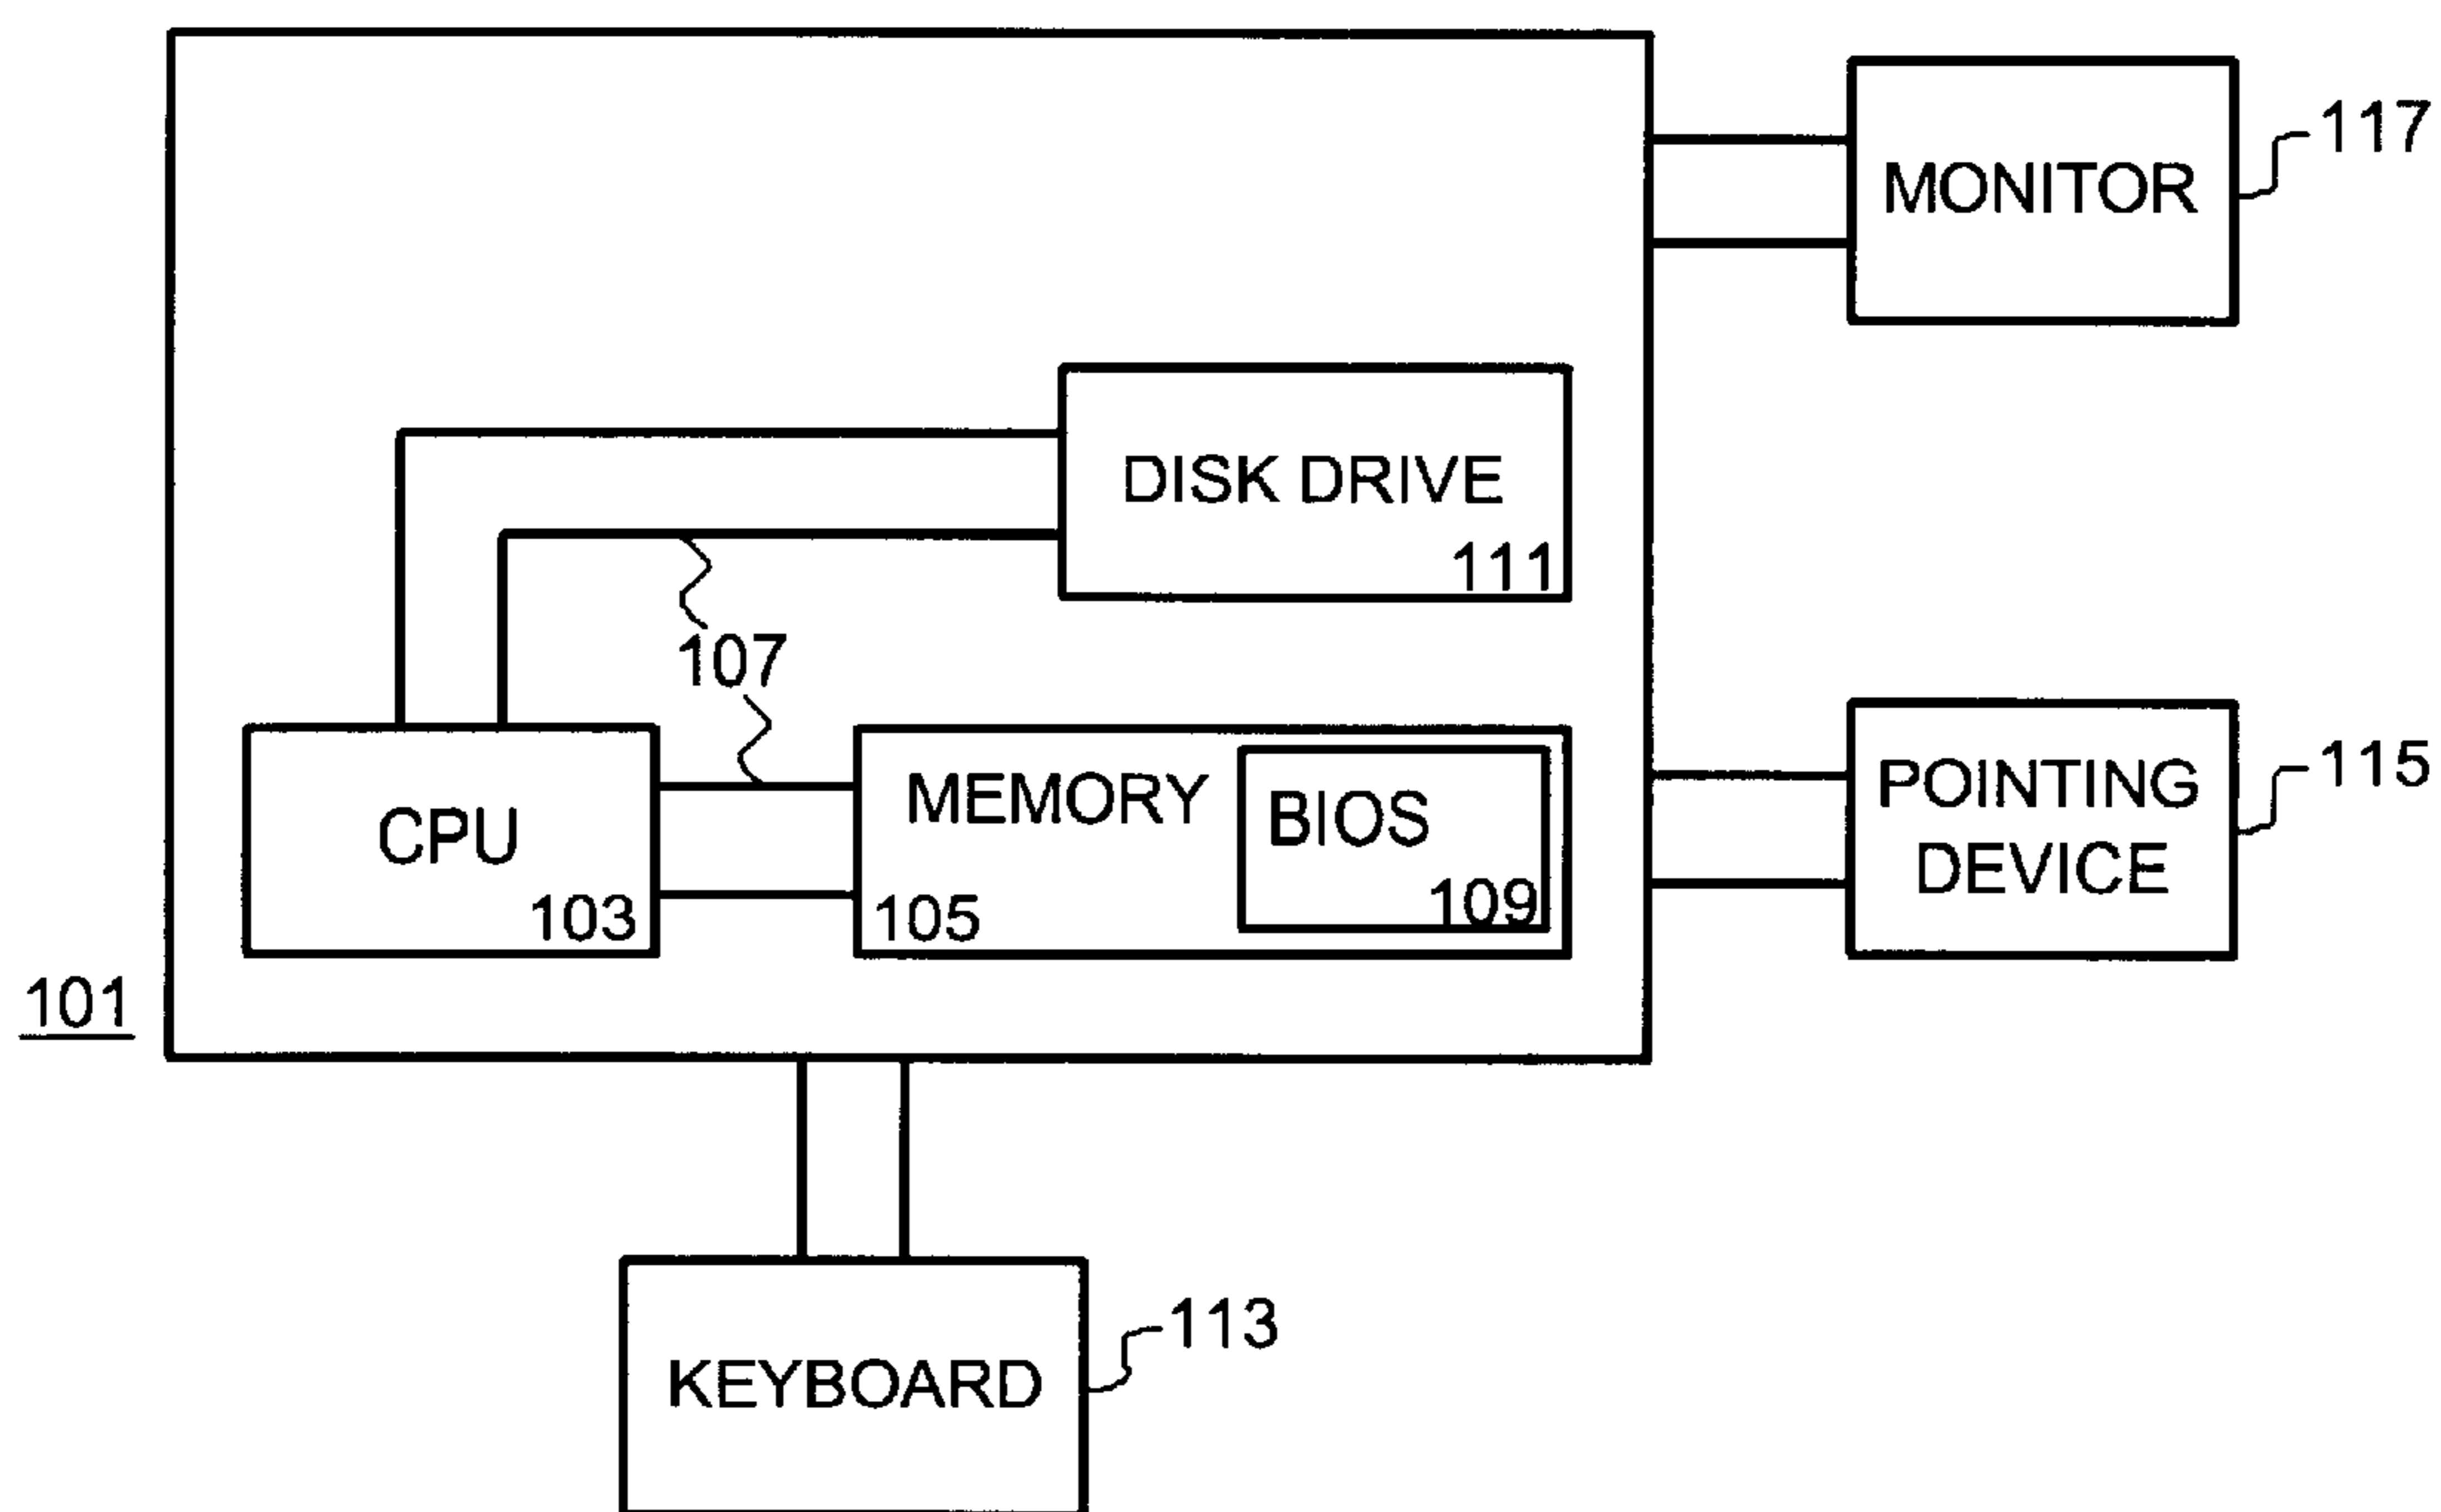 117
MONITOR
DISK DRIVE
111
107
MEMORY
BIOS
CPU
103
105
109
POINTING
DEVICE
115
101
113
KEYBOARD